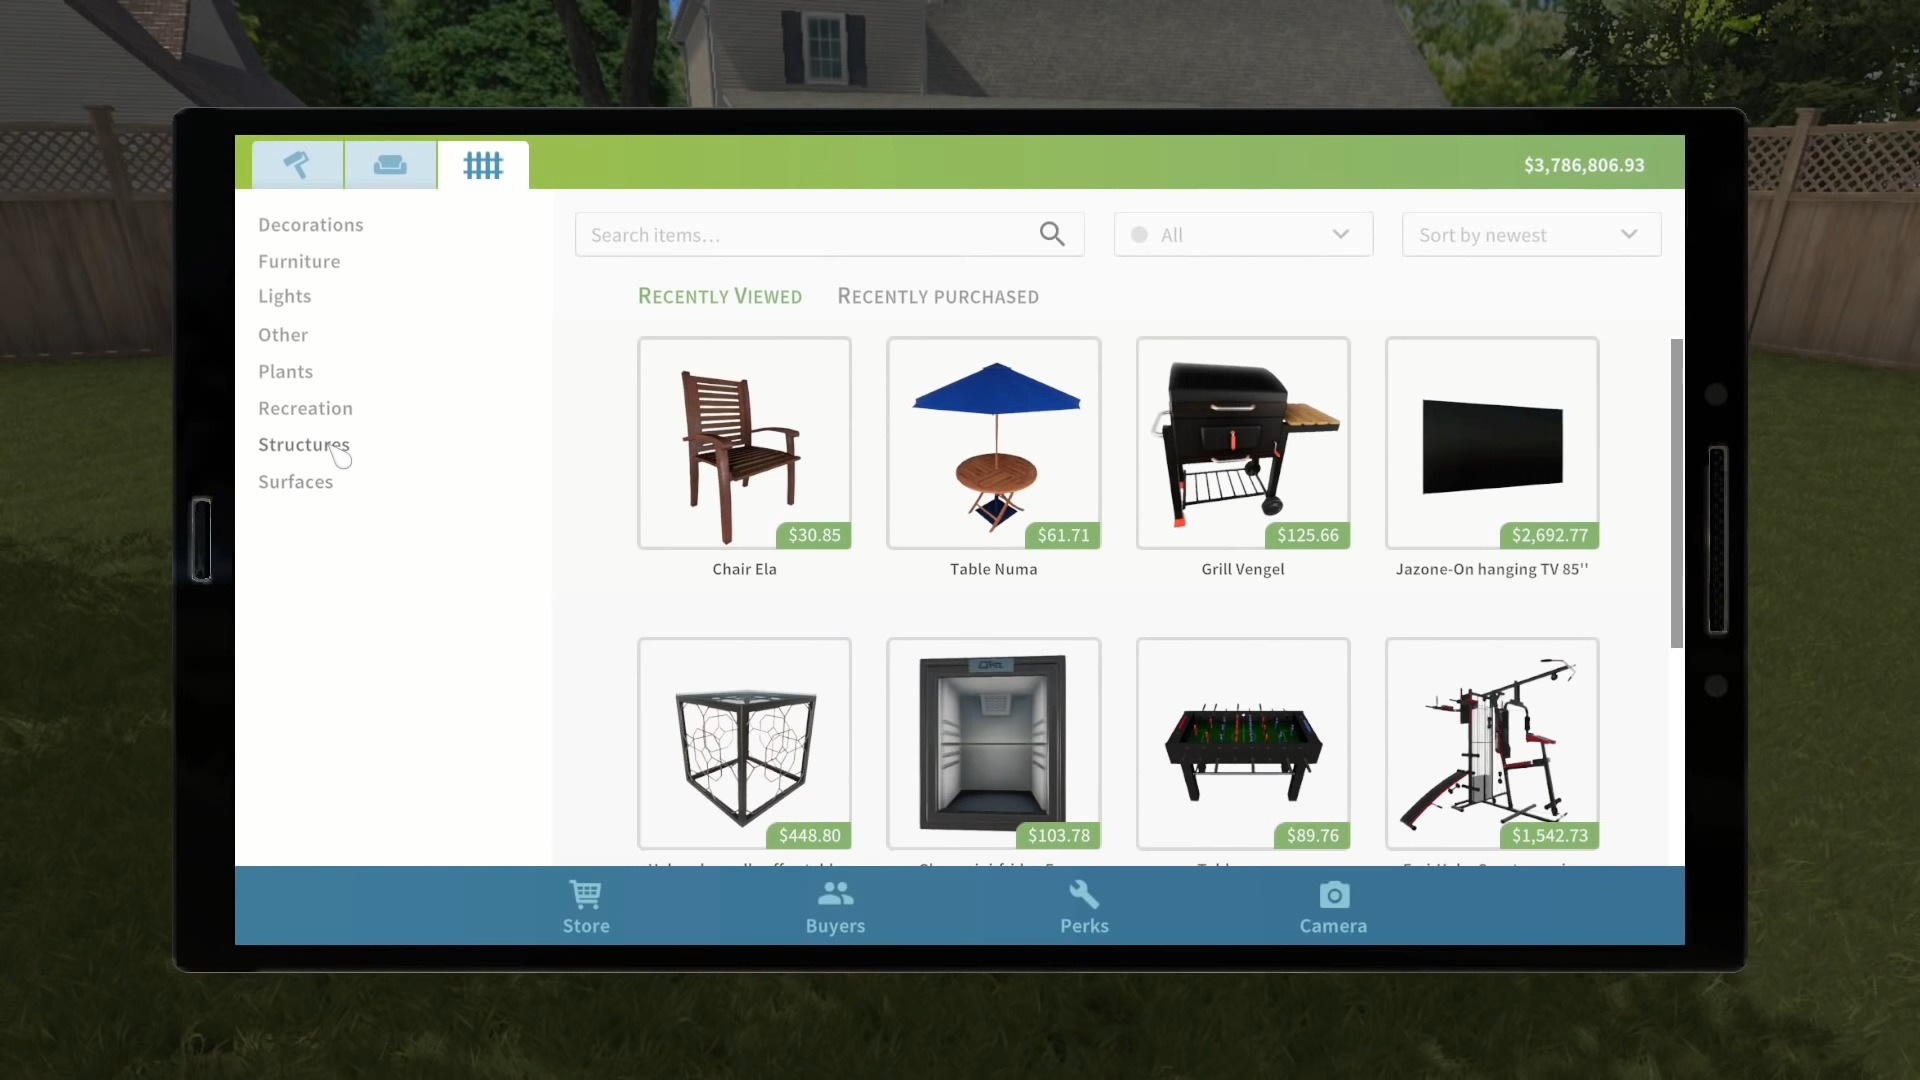 $3,786,806.93
Decorations
Furniture
Lights
Other
Plants
Recreation
Structures
Surfaces
Search items...
All
Sort by newest
RECENTLY VIEWED
RECENTLY PURCHASED
$30.85
$61.71
$125.66
$2,692.77
Chair Ela
Table Numa
Grill Vengel
Jazone-On hanging TV 85''
$448.80
$103.78
$89.76
$1,542.73
Store
Buyers
Perks
Camera